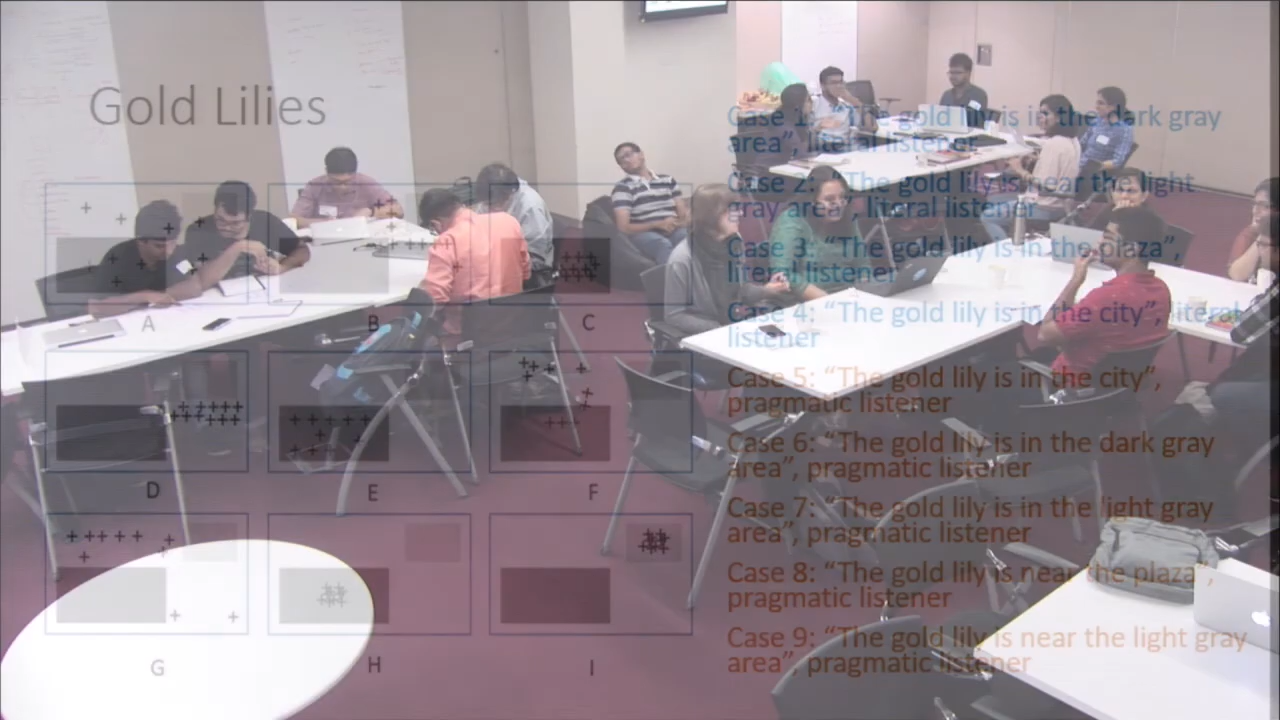 Gold Lilies
Case 1: “The gold lily is in the dark gray
area”, literal listener
Case 2: “The gold lily is near the light
gray area”, literal listener
Case 3: “The gold lily is in the plaza”,
literal listener
Case 4: “The gold lily is in the city”, literal
listener
Case 5: “The gold lily is in the city”,
pragmatic listener
Case 6: “The gold lily is in the dark gray
area”, pragmatic listener
Case 7: “The gold lily is in the light gray
area”, pragmatic listener
Case 8: “The gold lily is near the plaza”,
pragmatic listener
Case 9: “The gold lily is near the light gray
area”, pragmatic listener
A
B
C
D
E
F
G
H
I